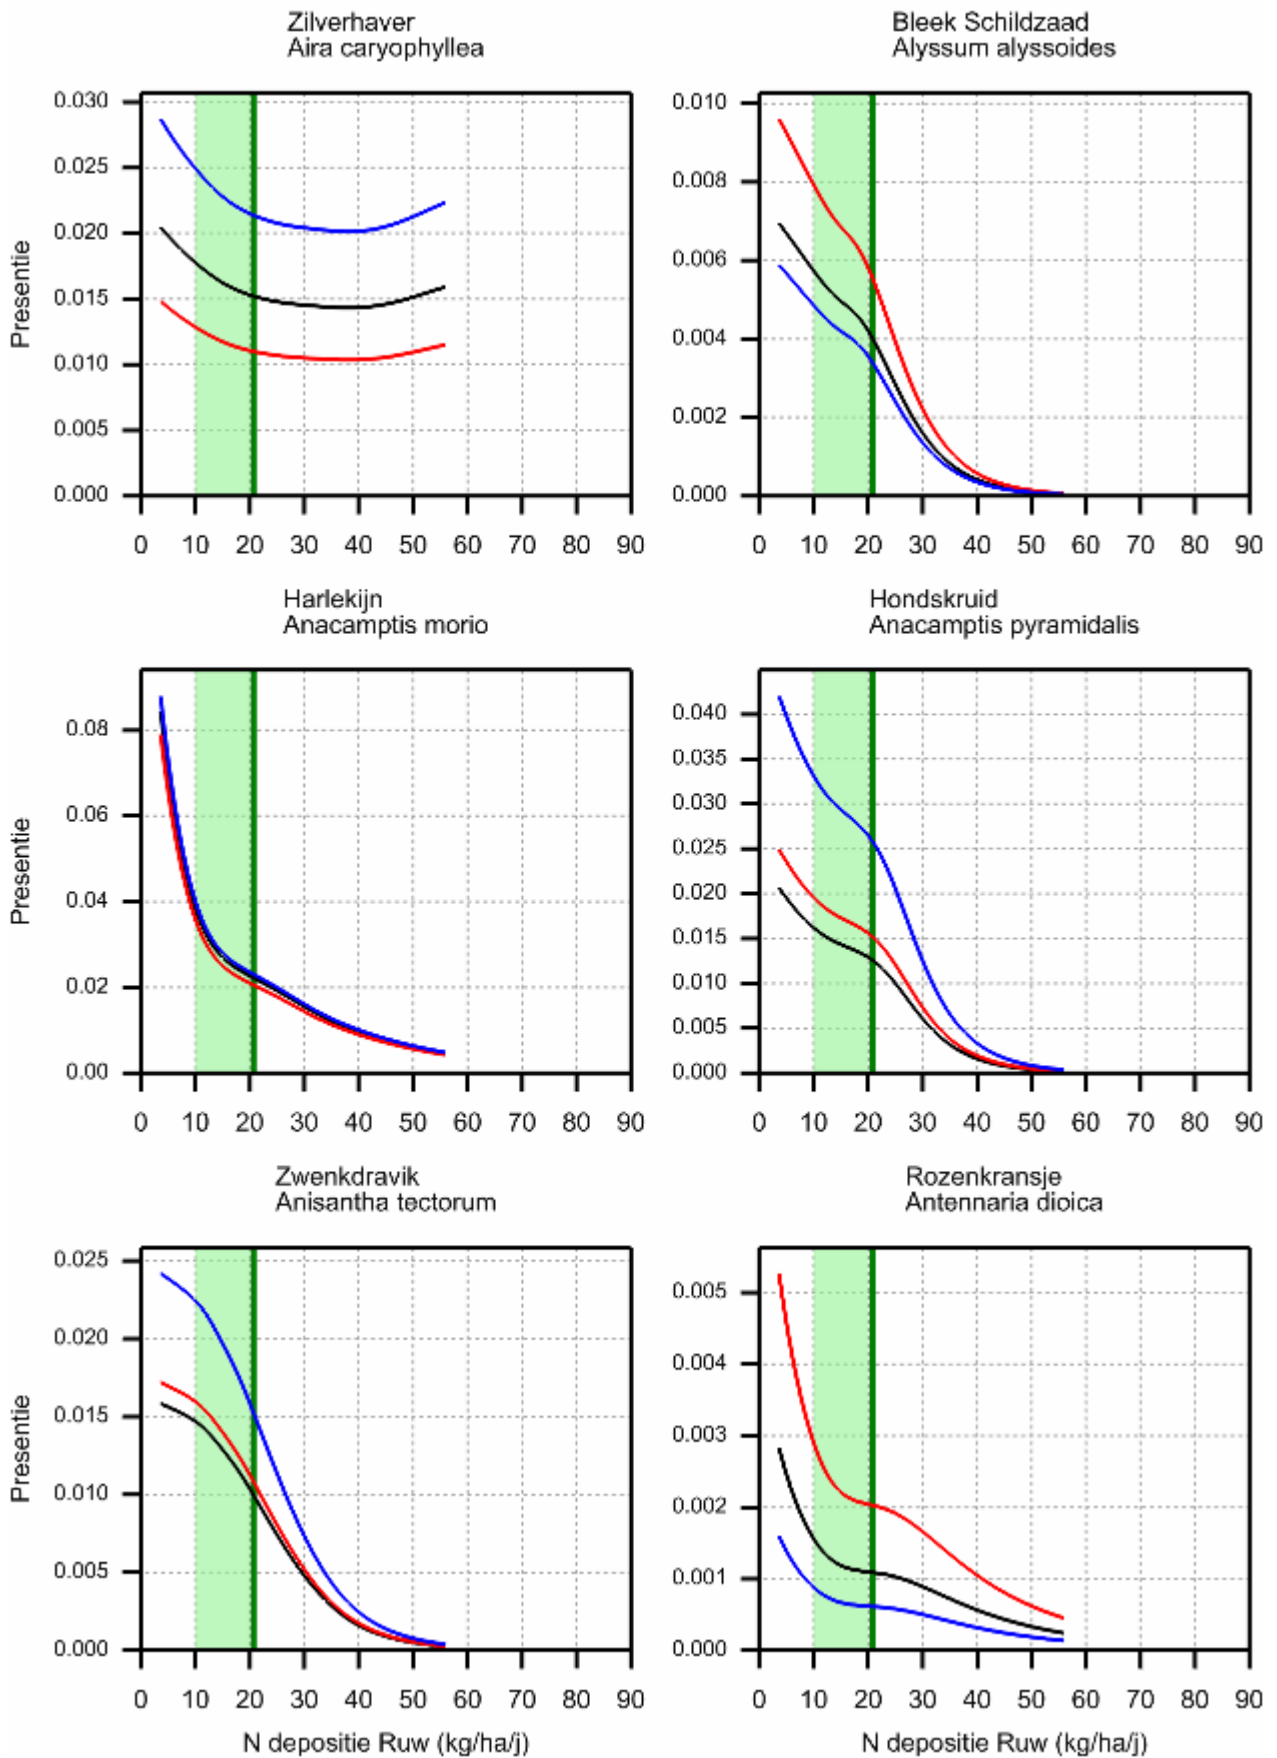 Zilverhaver
Aira caryophyllea
Bleek Schildzaad
Alyssum alyssoides
Presentie
0.030
0.025
0.020
0.015
0.010
0.005
0.000
0 10 20 30 40 50 60 70 80 90
0.010
0.008
0.006
0.004
0.002
0.000
0 10 20 30 40 50 60 70 80 90
Harlekijn
Anacamptis morio
Hondskruid
Anacamptis pyramidalis
Presentie
0.08
0.06
0.04
0.02
0.00
0 10 20 30 40 50 60 70 80 90
0.040
0.035
0.030
0.025
0.020
0.015
0.010
0.005
0.000
0 10 20 30 40 50 60 70 80 90
Zwenkdravik
Anisantha tectorum
Rozenkransje
Antennaria dioica
Presentie
0.025
0.020
0.015
0.010
0.005
0.000
0 10 20 30 40 50 60 70 80 90
N depositie Ruw (kg/ha/j)
0.005
0.004
0.003
0.002
0.001
0.000
0 10 20 30 40 50 60 70 80 90
N depositie Ruw (kg/ha/j)